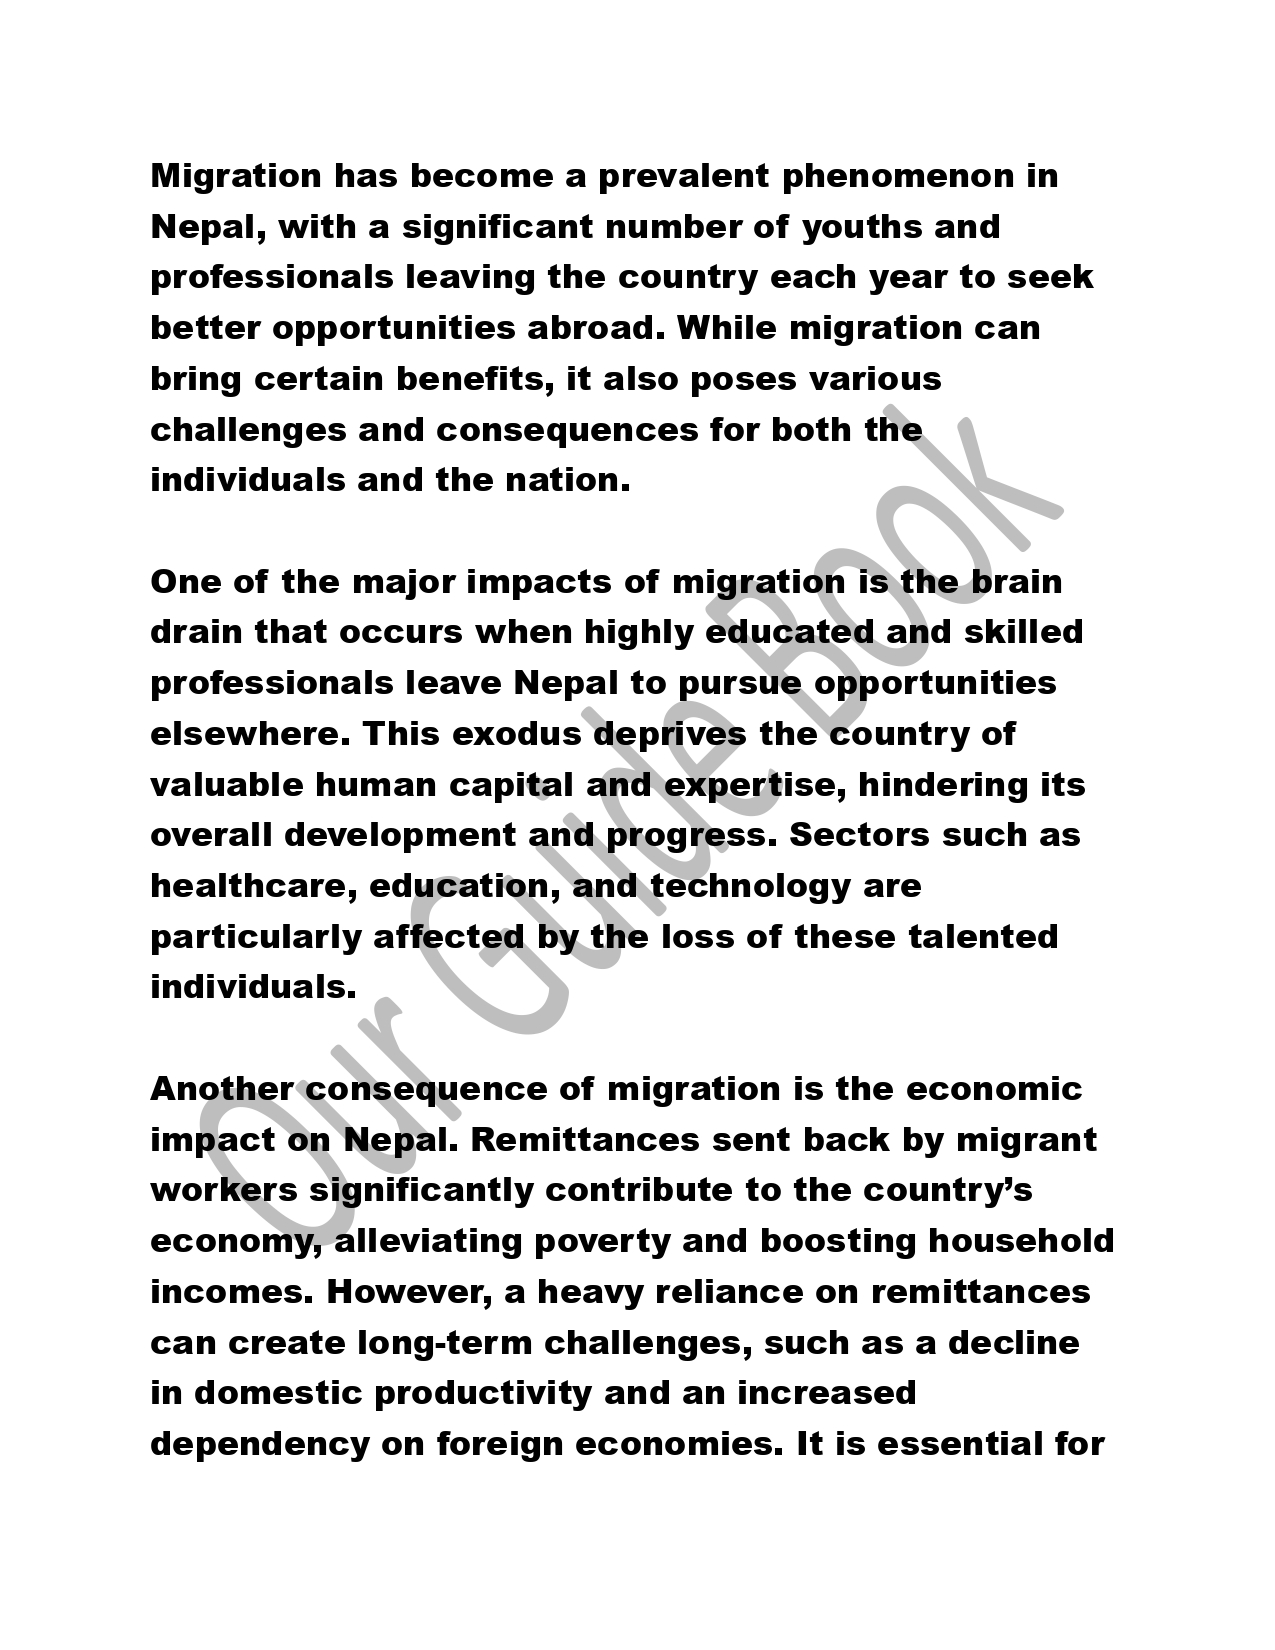 Migration has become a prevalent phenomenon in
Nepal, with a significant number of youths and
professionals leaving the country each year to seek
better opportunities abroad. While migration can
bring certain benefits, it also poses various
challenges and consequences for both the
individuals and the nation.
One of the major impacts of migration is the brain
drain that occurs when highly educated and skilled
professionals leave Nepal to pursue opportunities
elsewhere. This exodus deprives the country of
valuable human capital and expertise, hindering its
overall development and progress. Sectors such as
healthcare, education, and technology are
particularly affected by the loss of these talented
individuals.
Another consequence of migration is the economic
impact on Nepal. Remittances sent back by migrant
workers significantly contribute to the country’s
economy, alleviating poverty and boosting household
incomes. However, a heavy reliance on remittances
can create long-term challenges, such as a decline
in domestic productivity and an increased
dependency on foreign economies. It is essential for
Our Guide Book